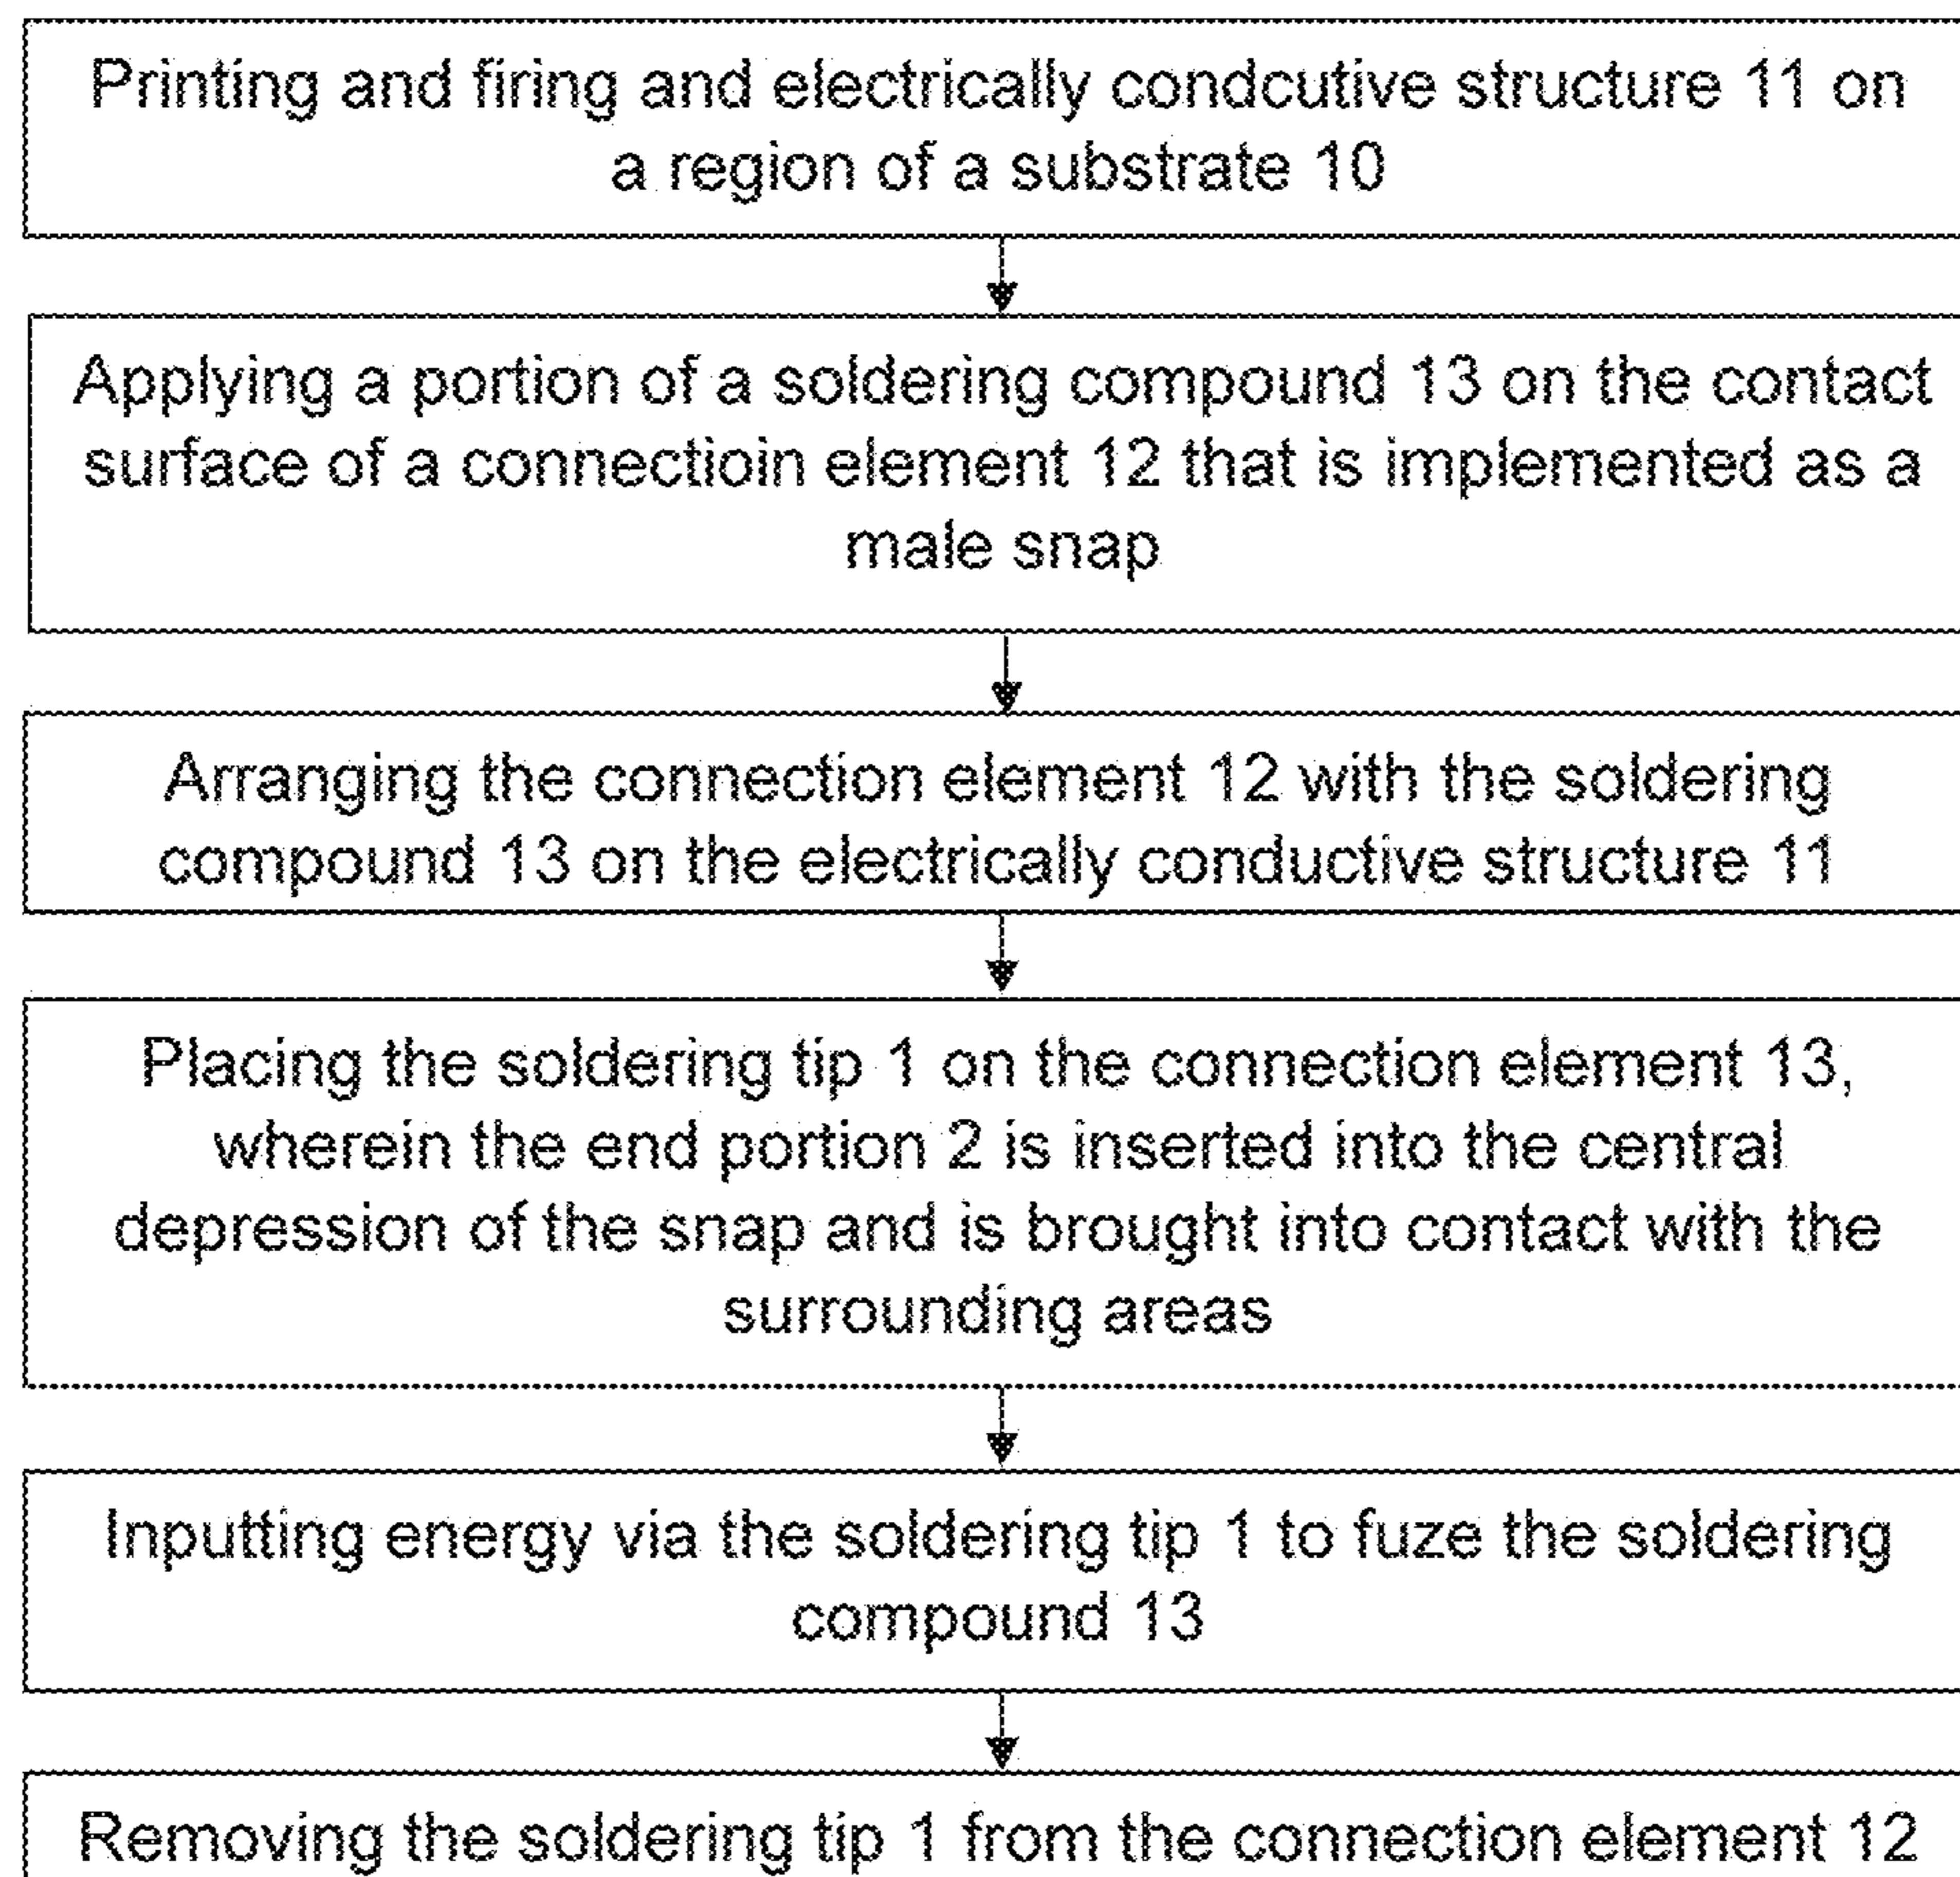 Printing and firing and electrically condcutive structure 11 on
a region of a substrate 10
Applying a portion of a soldering compound 13 on the contact
surface of a connectioin element 12 that is implemented as a
male snap
Arranging the connection element 12 with the soldering
compound 13 on the electrically conductive structure 11
Placing the soldering tip 1 on the connection element 13,
wherein the end portion 2 is inserted into the central
depression of the snap and is brought into contact with the
surrounding areas
Inputting energy via the soldering tip 1 to fuze the soldering
compound 13
Removing the soldering tip 1 from the connection element 12